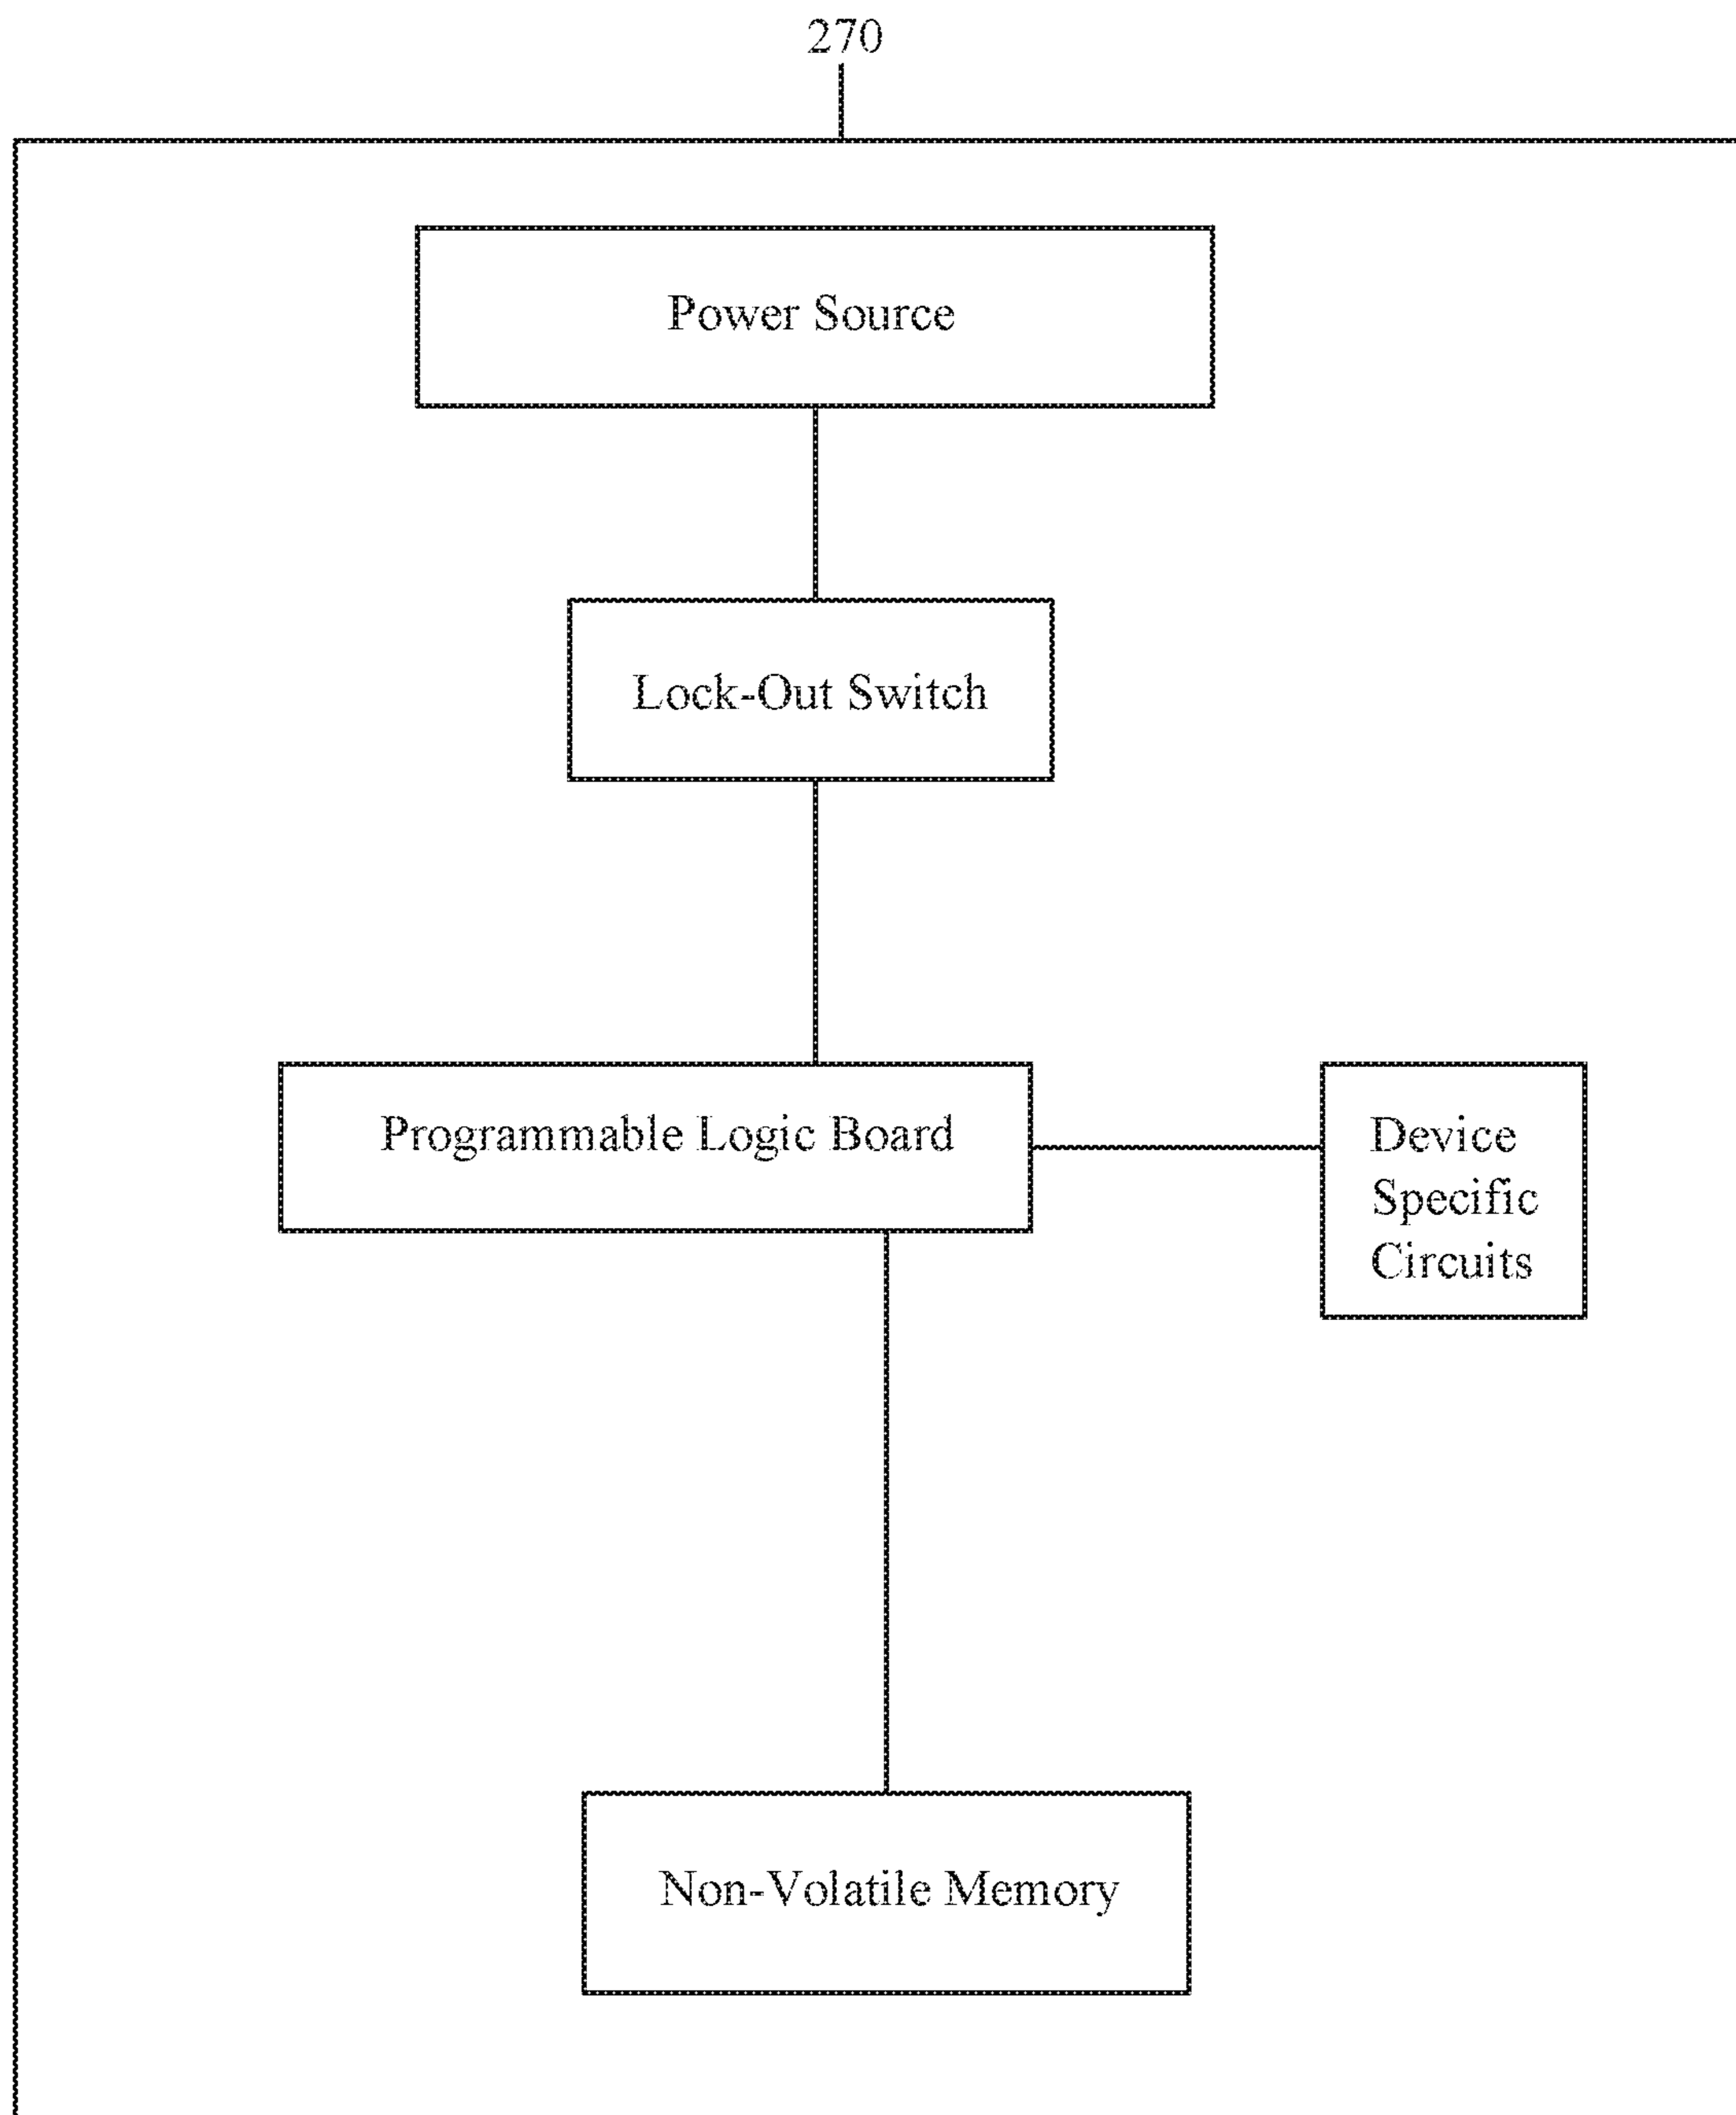 270
Power Source
Lock-Out Switch
Programmable Logic Board
Device
Specific
Circuits
Non-Volatile Memory